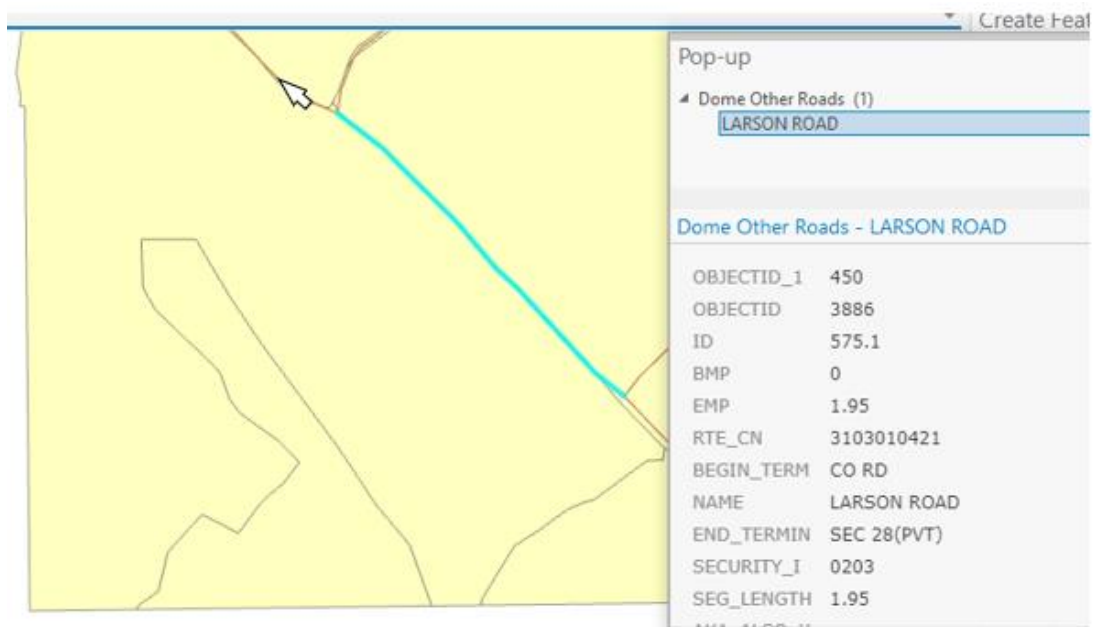 Create Feat
Pop-up
Dome Other Roads (1)
LARSON ROAD
Dome Other Roads - LARSON ROAD
OBJECTID_1 450
OBJECTID 3886
ID 575.1
BMP 0
EMP 1.95
RTE_CN 3103010421
BEGIN_TERM CO RD
NAME LARSON ROAD
END_TERMIN SEC 28(PVT)
SECURITY_I 0203
SEG_LENGTH 1.95